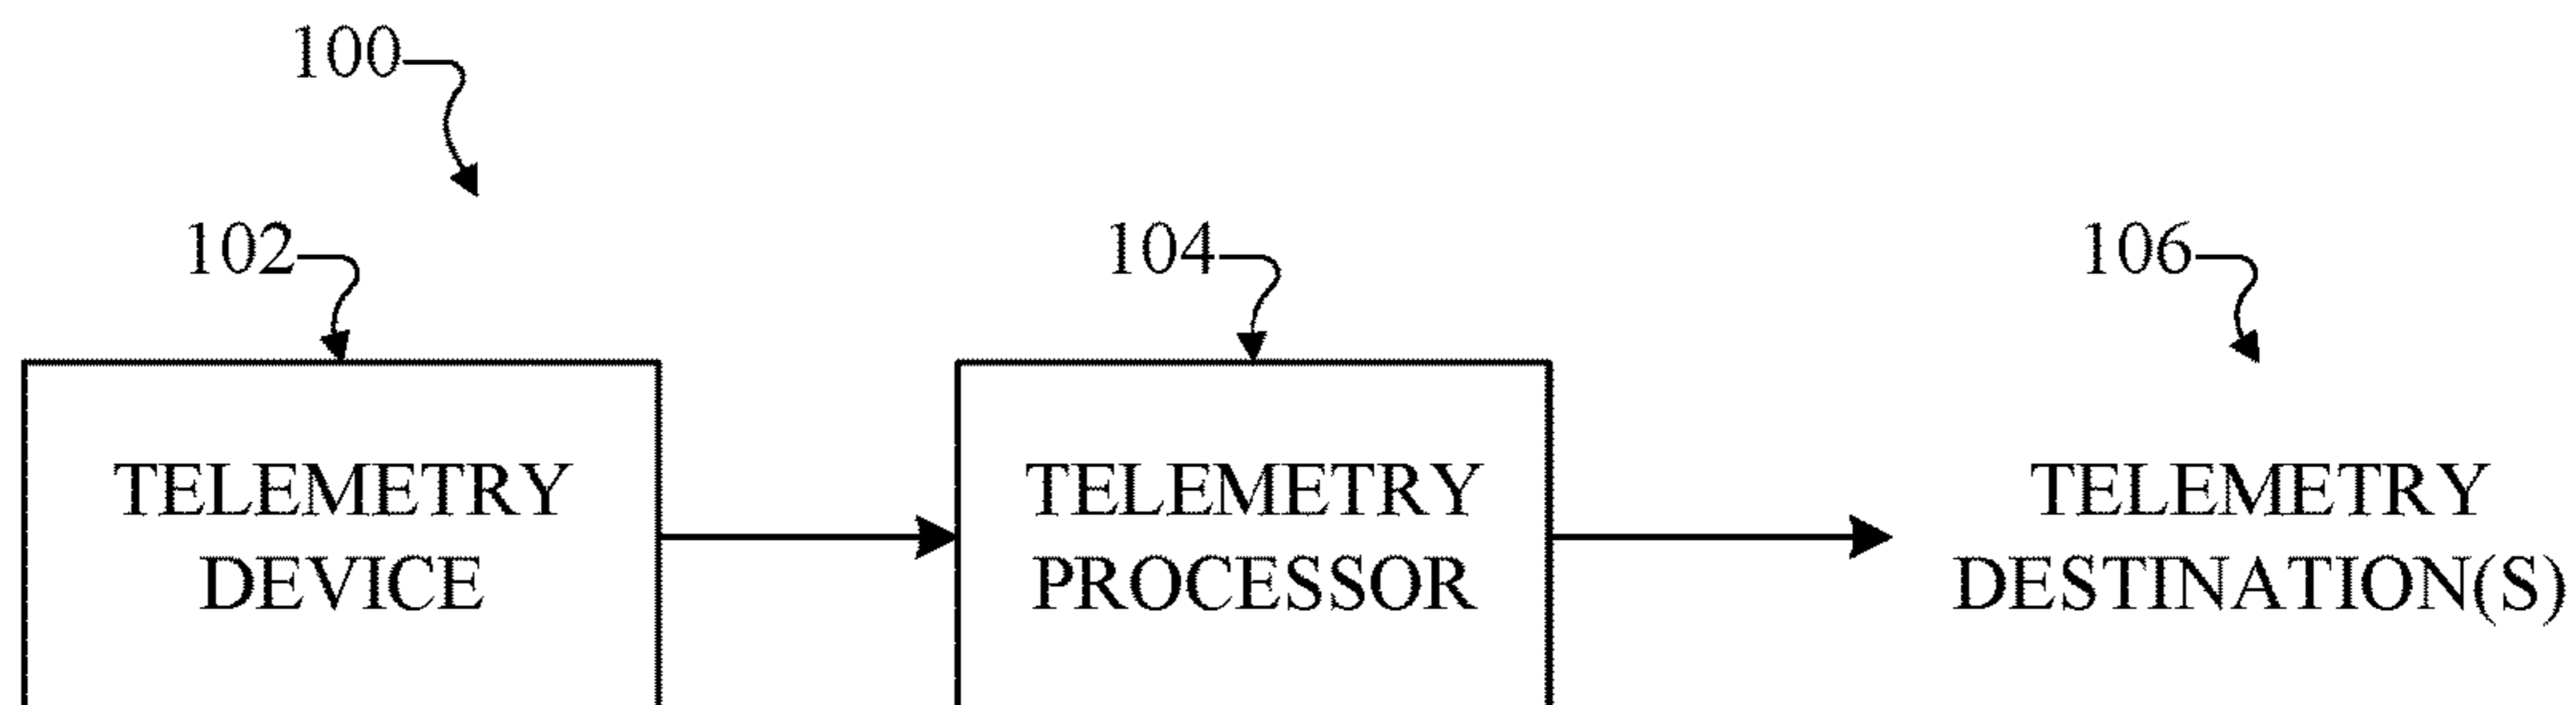 100
102
104
106
TELEMETRY
DEVICE
TELEMETRY
PROCESSOR
TELEMETRY
DESTINATION(S)